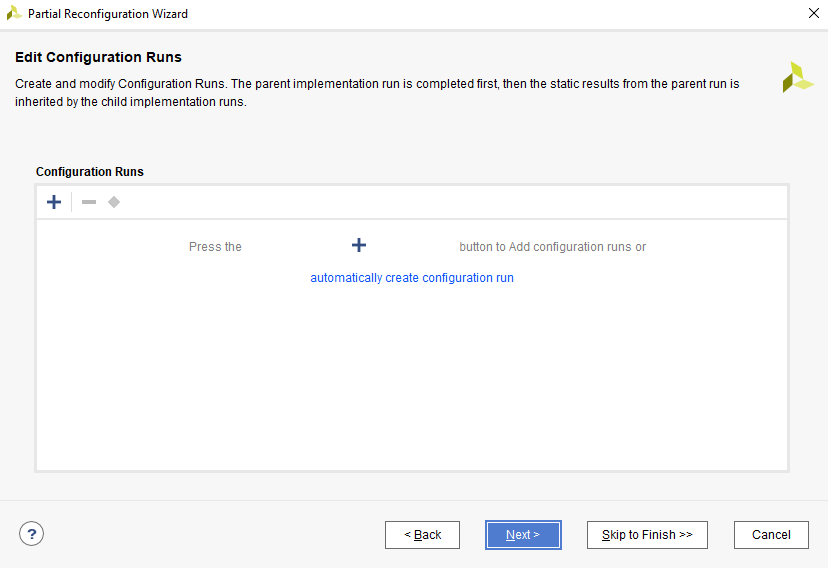 Partial Reconfiguration Wizard
Edit Configuration Runs
Create and modify Configuration Runs. The parent implementation run is completed first, then the static results from the parent run is
inherited by the child implementation runs.
Configuration Runs
Press the + button to Add configuration runs or
automatically create configuration run
? < Back Next > Skip to Finish >> Cancel